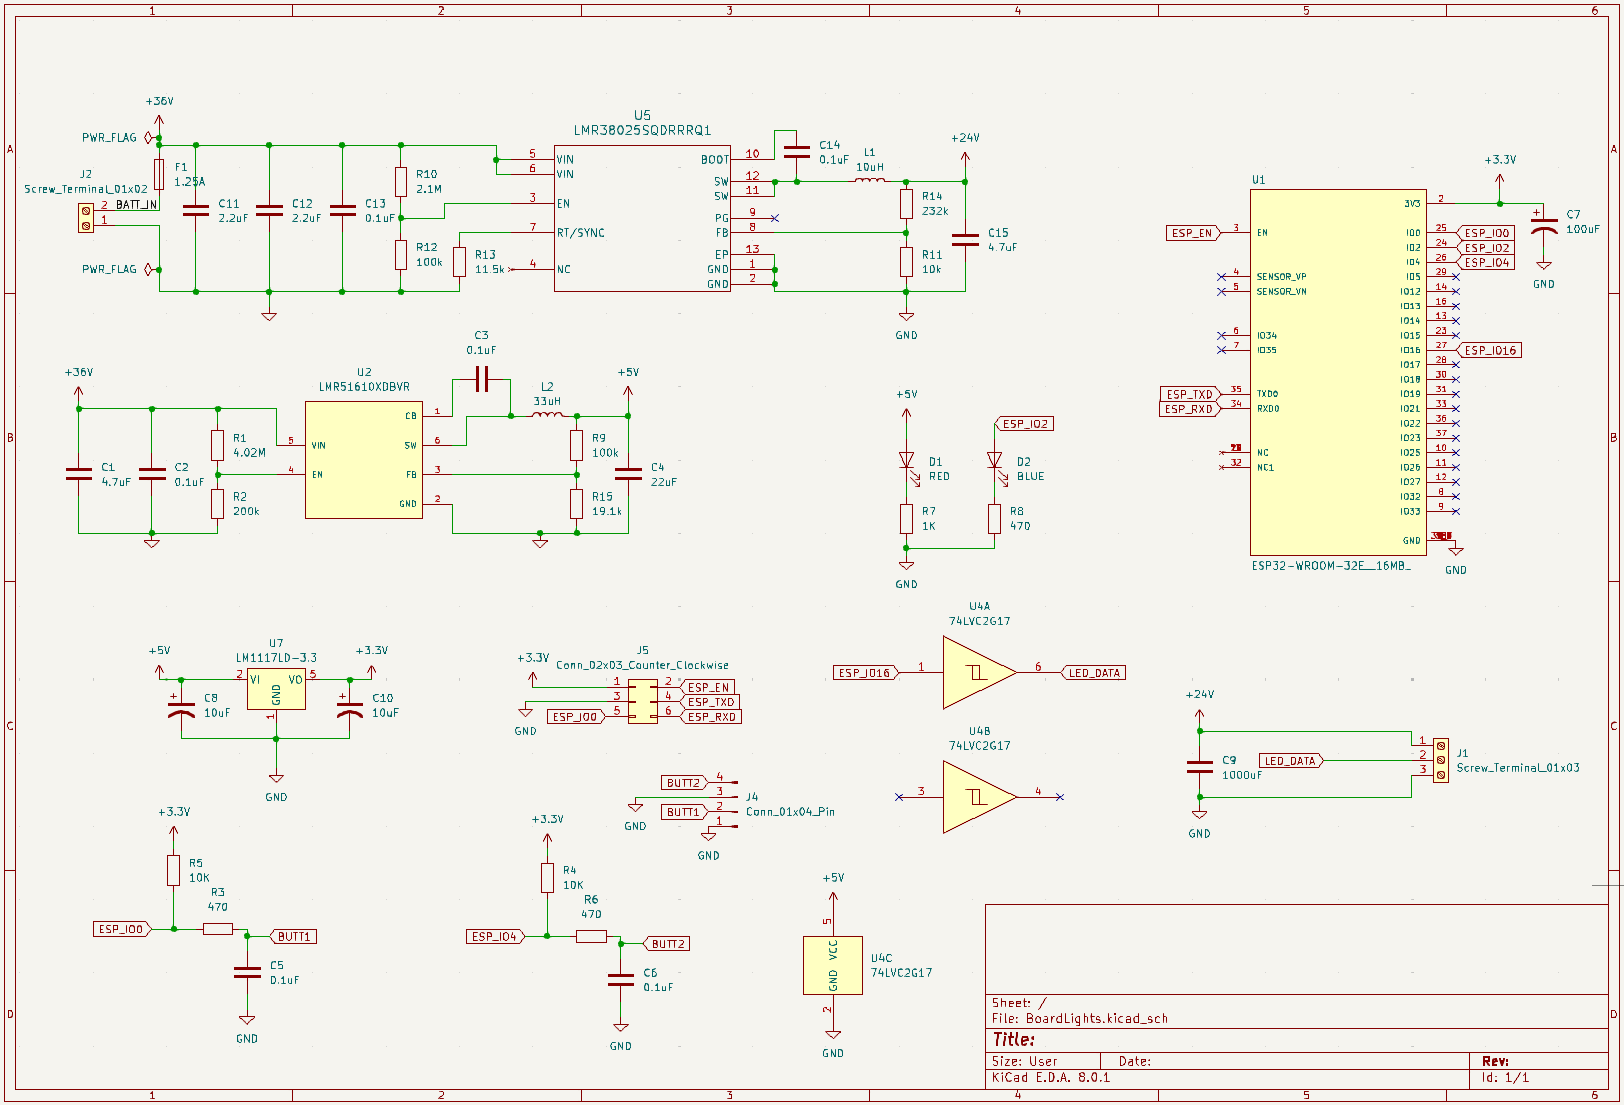 1 2 3 4 5 6
A
B
C
D
+36V
PWR_FLAG
J2
Screw_Terminal_01x02
2
1
BATT_IN
F1
1.25A
PWR_FLAG
C11
2.2uF
C12
2.2uF
C13
0.1uF
R10
2.1M
R12
100k
R13
11.5k
U5
LMR38025SQDRRRQ1
5 VIN
6 VIN
3 EN
7 RT/SYNC
4 NC
BOOT 10
SW 12
SW 11
PG 9
FB 8
EP 13
GND 1
GND 2
C14
0.1uF
L1
10uH
+24V
R14
232k
R11
10k
C15
4.7uF
GND
+36V
C1
4.7uF
C2
0.1uF
R1
4.02M
R2
200k
U2
LMR51610XDBVR
5 VIN
4 EN
CB 1
SW 6
FB 3
GND 2
C3
0.1uF
L2
33uH
+5V
R9
100k
R15
19.1k
C4
22uF
+5V
D1
RED
R7
1K
GND
ESP_IO2
D2
BLUE
R8
470
U1
ESP_EN 3 EN
4 SENSOR_VP
5 SENSOR_VN
6 IO34
7 IO35
ESP_TXD 35 TXD0
ESP_RXD 34 RXD0
NC
32 NC1
3V3 2
IO0 25 ESP_IO0
IO2 24 ESP_IO2
IO4 26 ESP_IO4
IO5 29
IO12 14
IO13 16
IO14 13
IO15 23
IO16 27 ESP_IO16
IO17 28
IO18 30
IO19 31
IO21 33
IO22 36
IO23 37
IO25 10
IO26 11
IO27 12
IO32 8
IO33 9
GND
GND
ESP32-WROOM-32E__16MB_
+3.3V
C7
100uF
GND
+5V
C8
10uF
U7
LM1117LD-3.3
2 VI VO 5
GND
1
+3.3V
C10
10uF
GND
+3.3V
J5
Conn_02x03_Counter_Clockwise
1 2 ESP_EN
3 4 ESP_TXD
ESP_IO0 5 6 ESP_RXD
GND
BUTT2 4
3
BUTT1 2
1
J4
Conn_01x04_Pin
GND
GND
U4A
74LVC2G17
ESP_IO16 1 6 LED_DATA
U4B
74LVC2G17
3 4
+24V
C9
1000uF
GND
LED_DATA
1
2
3
J1
Screw_Terminal_01x03
+3.3V
R5
10K
R3
470
ESP_IO0
BUTT1
C5
0.1uF
GND
+3.3V
R4
10K
R6
470
ESP_IO4
BUTT2
C6
0.1uF
GND
+5V
5
VCC
GND
2
U4C
74LVC2G17
GND
Sheet: /
File: BoardLights.kicad_sch
Title:
Size: User Date: Rev:
KiCad E.D.A. 8.0.1 Id: 1/1
A
B
C
D
1 2 3 4 5 6